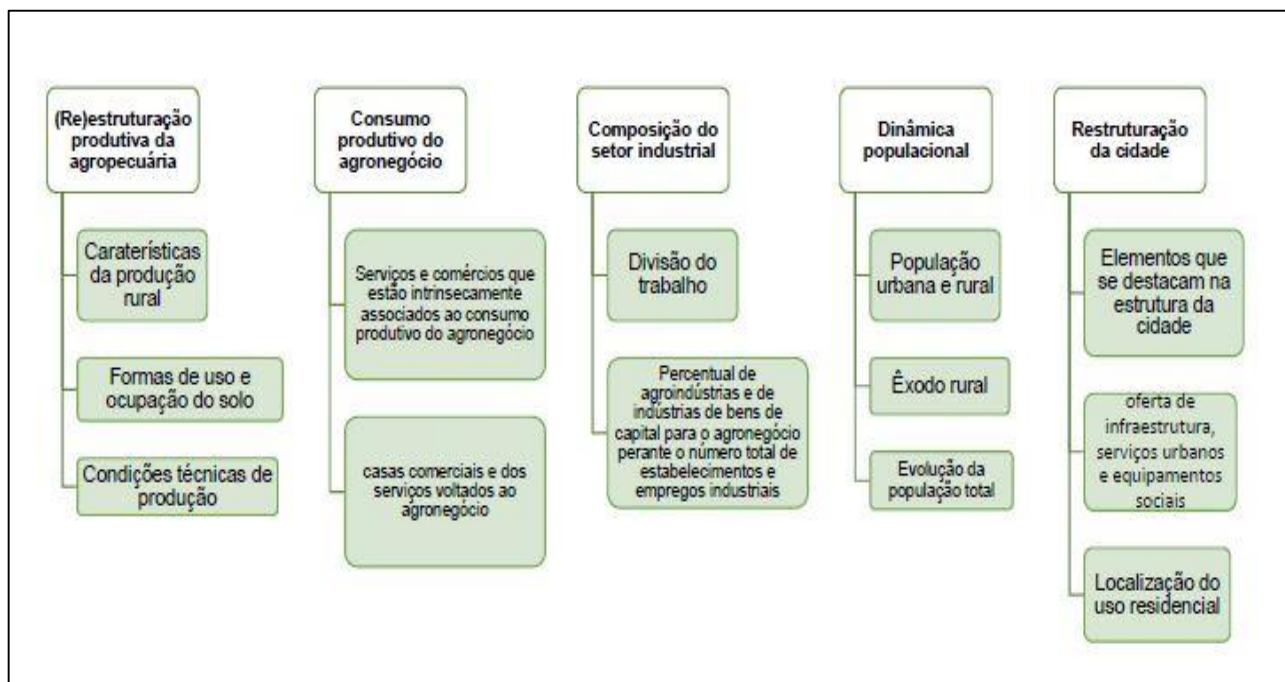 (Re)estruturação
produtiva da
agropecuária
Caraterísticas
da produção
rural
Formas de uso e
ocupação do solo
Condições técnicas de
produção
Consumo
produtivo do
agronegócio
Serviços e comércios que
estão intrinsecamente
associados ao consumo
produtivo do agronegócio
casas comerciais e dos
serviços voltados ao
agronegócio
Composição do
setor industrial
Divisão do
trabalho
Percentual de
agroindústrias e de
indústrias de bens de
capital para o agronegócio
perante o número total de
estabelecimentos e
empregos industriais
Dinâmica
populacional
População
urbana e rural
Êxodo rural
Evolução da
população total
Restruturação
da cidade
Elementos que
se destacam na
estrutura da
cidade
oferta de
infraestrutura,
serviços urbanos
e equipamentos
sociais
Localização do
uso residencial